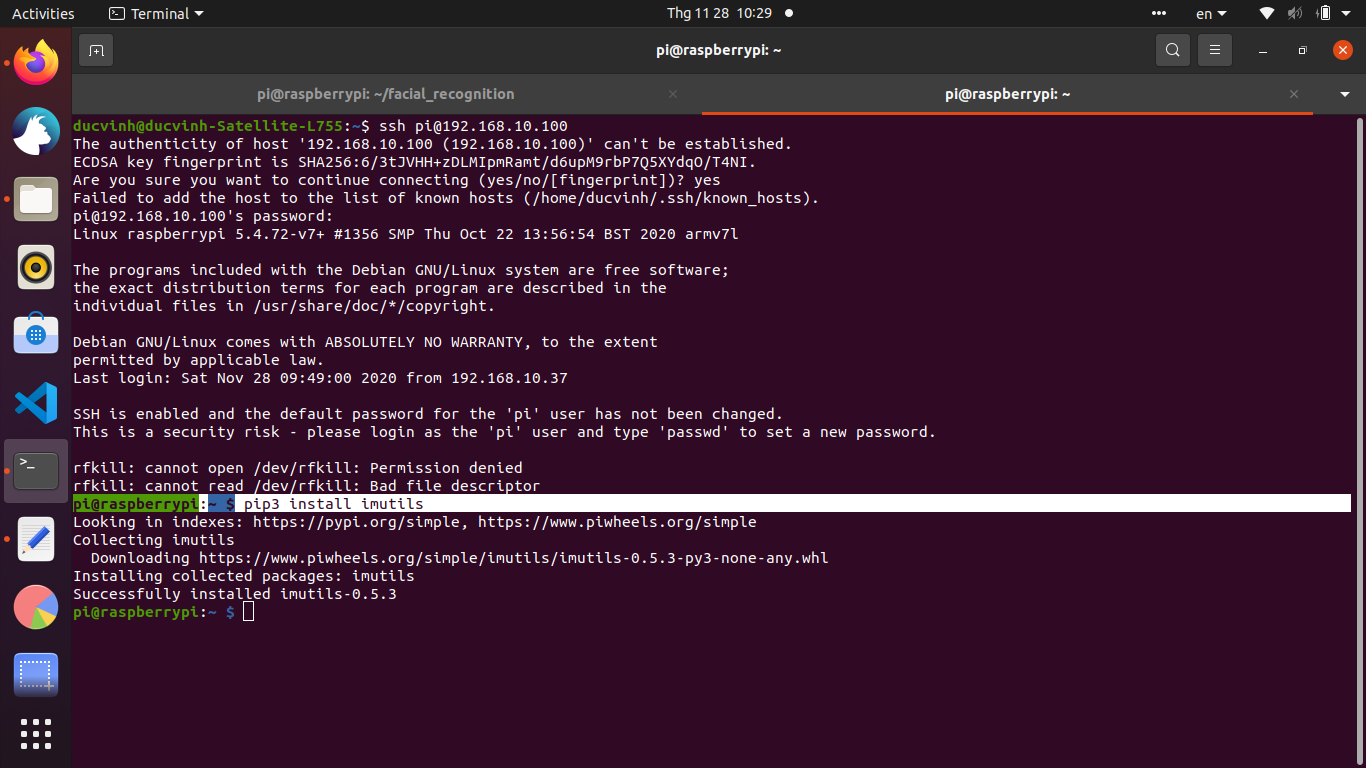 Activities Terminal Thg 11 28 10:29 en
pi@raspberrypi: ~
pi@raspberrypi: ~/facial_recognition pi@raspberrypi: ~
ducvinh@ducvinh-Satellite-L755:~$ ssh pi@192.168.10.100
The authenticity of host '192.168.10.100 (192.168.10.100)' can't be established.
ECDSA key fingerprint is SHA256:6/3tJVHH+zDLMIpmRamt/d6upM9rbP7Q5XYdqO/T4NI.
Are you sure you want to continue connecting (yes/no/[fingerprint])? yes
Failed to add the host to the list of known hosts (/home/ducvinh/.ssh/known_hosts).
pi@192.168.10.100's password:
Linux raspberrypi 5.4.72-v7+ #1356 SMP Thu Oct 22 13:56:54 BST 2020 armv7l
The programs included with the Debian GNU/Linux system are free software;
the exact distribution terms for each program are described in the
individual files in /usr/share/doc/*/copyright.
Debian GNU/Linux comes with ABSOLUTELY NO WARRANTY, to the extent
permitted by applicable law.
Last login: Sat Nov 28 09:49:00 2020 from 192.168.10.37
SSH is enabled and the default password for the 'pi' user has not been changed.
This is a security risk - please login as the 'pi' user and type 'passwd' to set a new password.
rfkill: cannot open /dev/rfkill: Permission denied
rfkill: cannot read /dev/rfkill: Bad file descriptor
pi@raspberrypi:~ $ pip3 install imutils
Looking in indexes: https://pypi.org/simple, https://www.piwheels.org/simple
Collecting imutils
  Downloading https://www.piwheels.org/simple/imutils/imutils-0.5.3-py3-none-any.whl
Installing collected packages: imutils
Successfully installed imutils-0.5.3
pi@raspberrypi:~ $